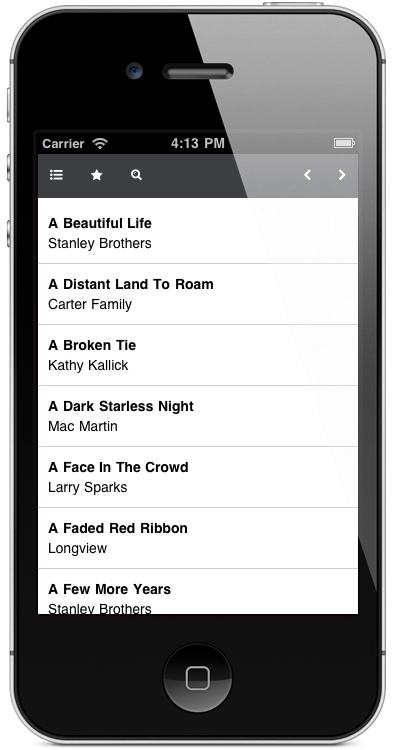 Carrier 4:13 PM
A Beautiful Life
Stanley Brothers
A Distant Land To Roam
Carter Family
A Broken Tie
Kathy Kallick
A Dark Starless Night
Mac Martin
A Face In The Crowd
Larry Sparks
A Faded Red Ribbon
Longview
A Few More Years
Stanley Brothers